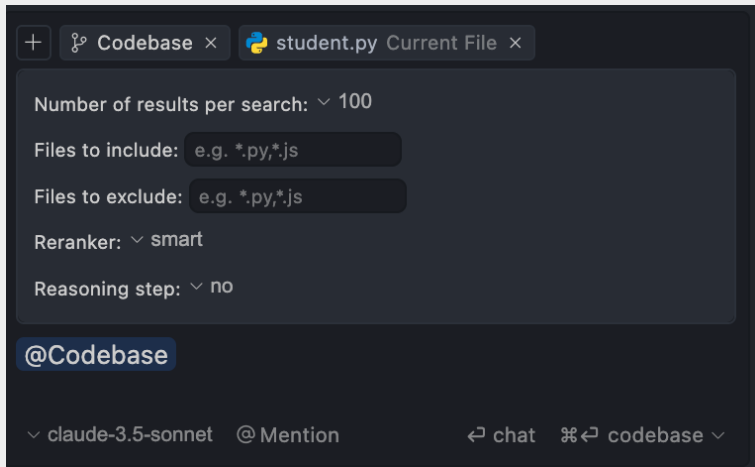 + Codebase × student.py Current File ×
Number of results per search: 100
Files to include: e.g. *.py,*.js
Files to exclude: e.g. *.py,*.js
Reranker: smart
Reasoning step: no
@Codebase
claude-3.5-sonnet @ Mention ⏎ chat ⌘⏎ codebase